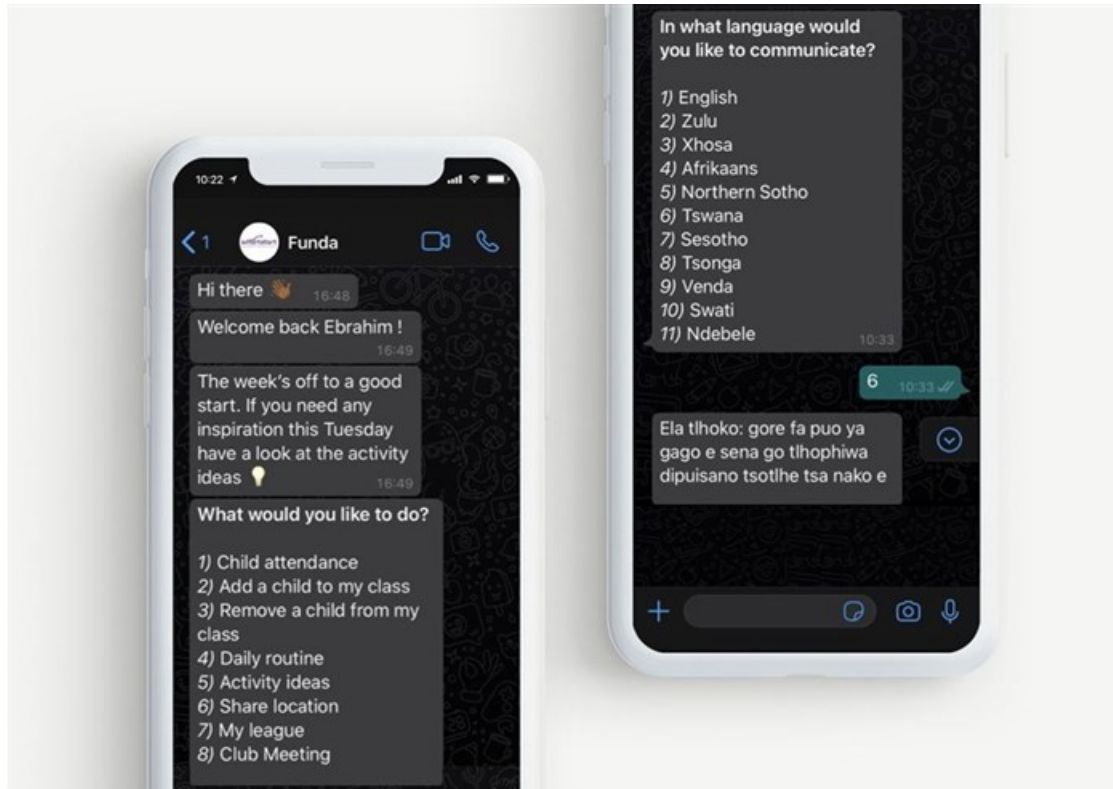 10:22
1
Funda
Hi there 👋🏾 16:48
Welcome back Ebrahim !
16:49
The week's off to a good
start. If you need any
inspiration this Tuesday
have a look at the activity
ideas 💡 16:49
What would you like to do?
1) Child attendance
2) Add a child to my class
3) Remove a child from my
class
4) Daily routine
5) Activity ideas
6) Share location
7) My league
8) Club Meeting
In what language would
you like to communicate?
1) English
2) Zulu
3) Xhosa
4) Afrikaans
5) Northern Sotho
6) Tswana
7) Sesotho
8) Tsonga
9) Venda
10) Swati
11) Ndebele 10:33
6 10:33
Ela tlhoko: gore fa puo ya
gago e sena go tlhophiwa
dipuisano tsotlhe tsa nako e